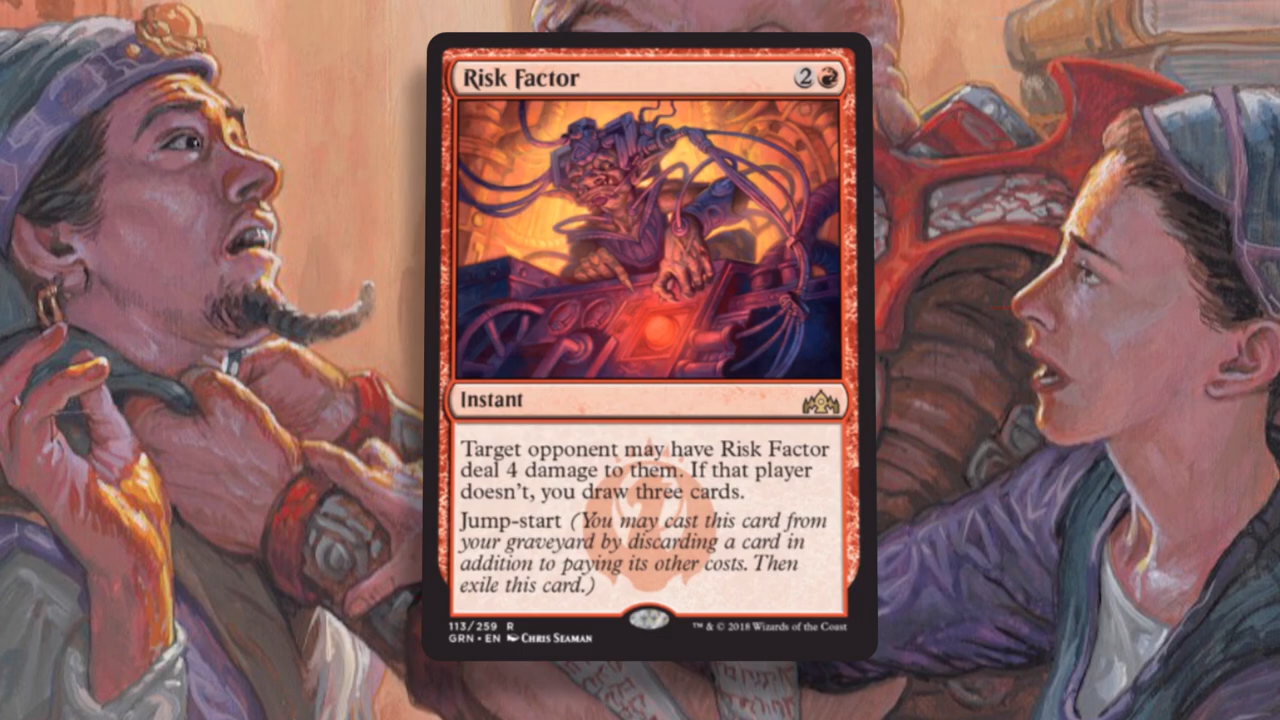 Risk Factor 2
Instant
Target opponent may have Risk Factor
deal 4 damage to them. If that player
doesn't, you draw three cards.
Jump-start (You may cast this card from
your graveyard by discarding a card in
addition to paying its other costs. Then
exile this card.)
113/259 R ™ & © 2018 Wizards of the Coast
GRN • EN Chris Seaman